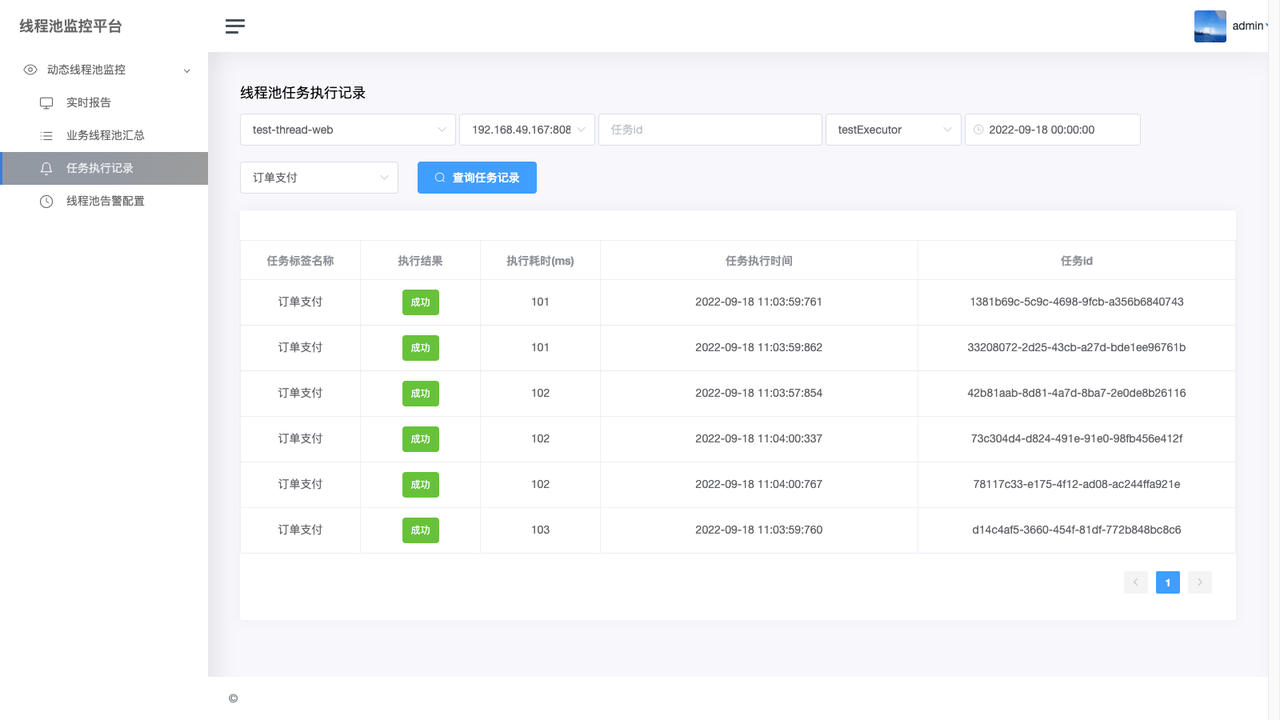 线程池监控平台
admin
动态线程池监控
实时报告
业务线程池汇总
任务执行记录
线程池告警配置
线程池任务执行记录
test-thread-web 192.168.49.167:808 任务id testExecutor 2022-09-18 00:00:00
订单支付 查询任务记录
任务标签名称 执行结果 执行耗时(ms) 任务执行时间 任务id
订单支付 成功 101 2022-09-18 11:03:59:761 1381b69c-5c9c-4698-9fcb-a356b6840743
订单支付 成功 101 2022-09-18 11:03:59:862 33208072-2d25-43cb-a27d-bde1ee96761b
订单支付 成功 102 2022-09-18 11:03:57:854 42b81aab-8d81-4a7d-8ba7-2e0de8b26116
订单支付 成功 102 2022-09-18 11:04:00:337 73c304d4-d824-491e-91e0-98fb456e412f
订单支付 成功 102 2022-09-18 11:04:00:767 78117c33-e175-4f12-ad08-ac244ffa921e
订单支付 成功 103 2022-09-18 11:03:59:760 d14c4af5-3660-454f-81df-772b848bc8c6
1
©